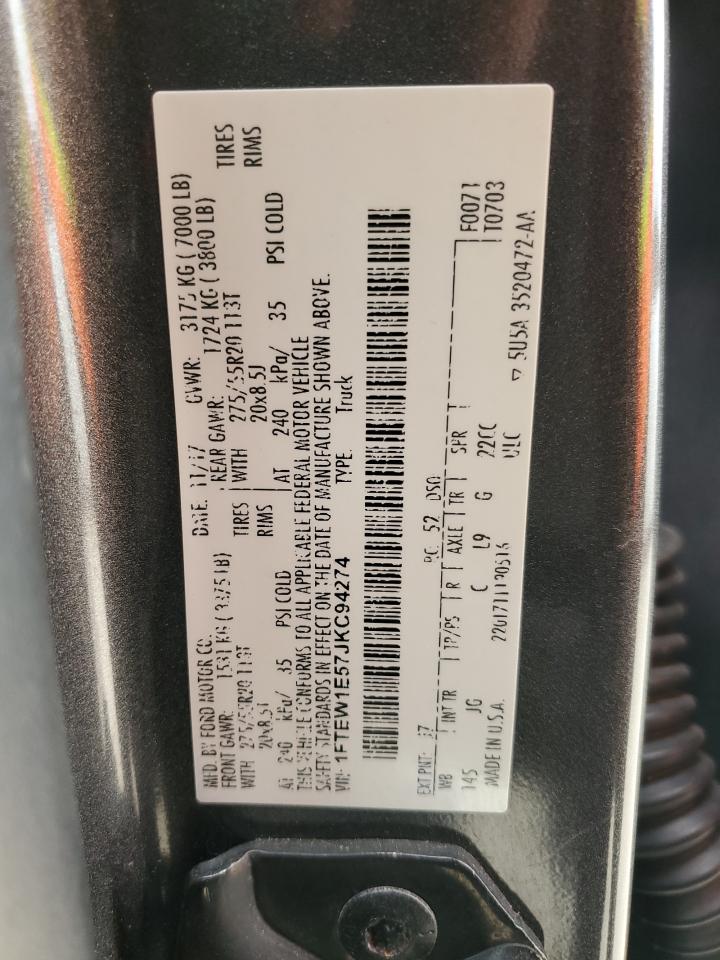 MFD. BY FORD MOTOR CO. DATE: 11/17 GVWR: 3175 KG ( 7000 LB)
FRONT GAWR: 1531 KG ( 3375 LB) REAR GAWR: 1724 KG ( 3800 LB)
WITH 275/55R20 113T TIRES WITH 275/55R20 113T TIRES
20x8.5J RIMS 20x8.5J RIMS
AT 240 kPa/ 35 PSI COLD AT 240 kPa/ 35 PSI COLD
THIS VEHICLE CONFORMS TO ALL APPLICABLE FEDERAL MOTOR VEHICLE
SAFETY STANDARDS IN EFFECT ON THE DATE OF MANUFACTURE SHOWN ABOVE.
VIN: 1FTEW1E57JKC94274 TYPE: Truck
EXT PNT: RC: 52 DSO: F0071
WB INT TR TP/PS R AXLE TR SPR T0703
145 JG C L9 G 22CC
MADE IN U.S.A. ULC
▽ 5U5A 3520472-AA